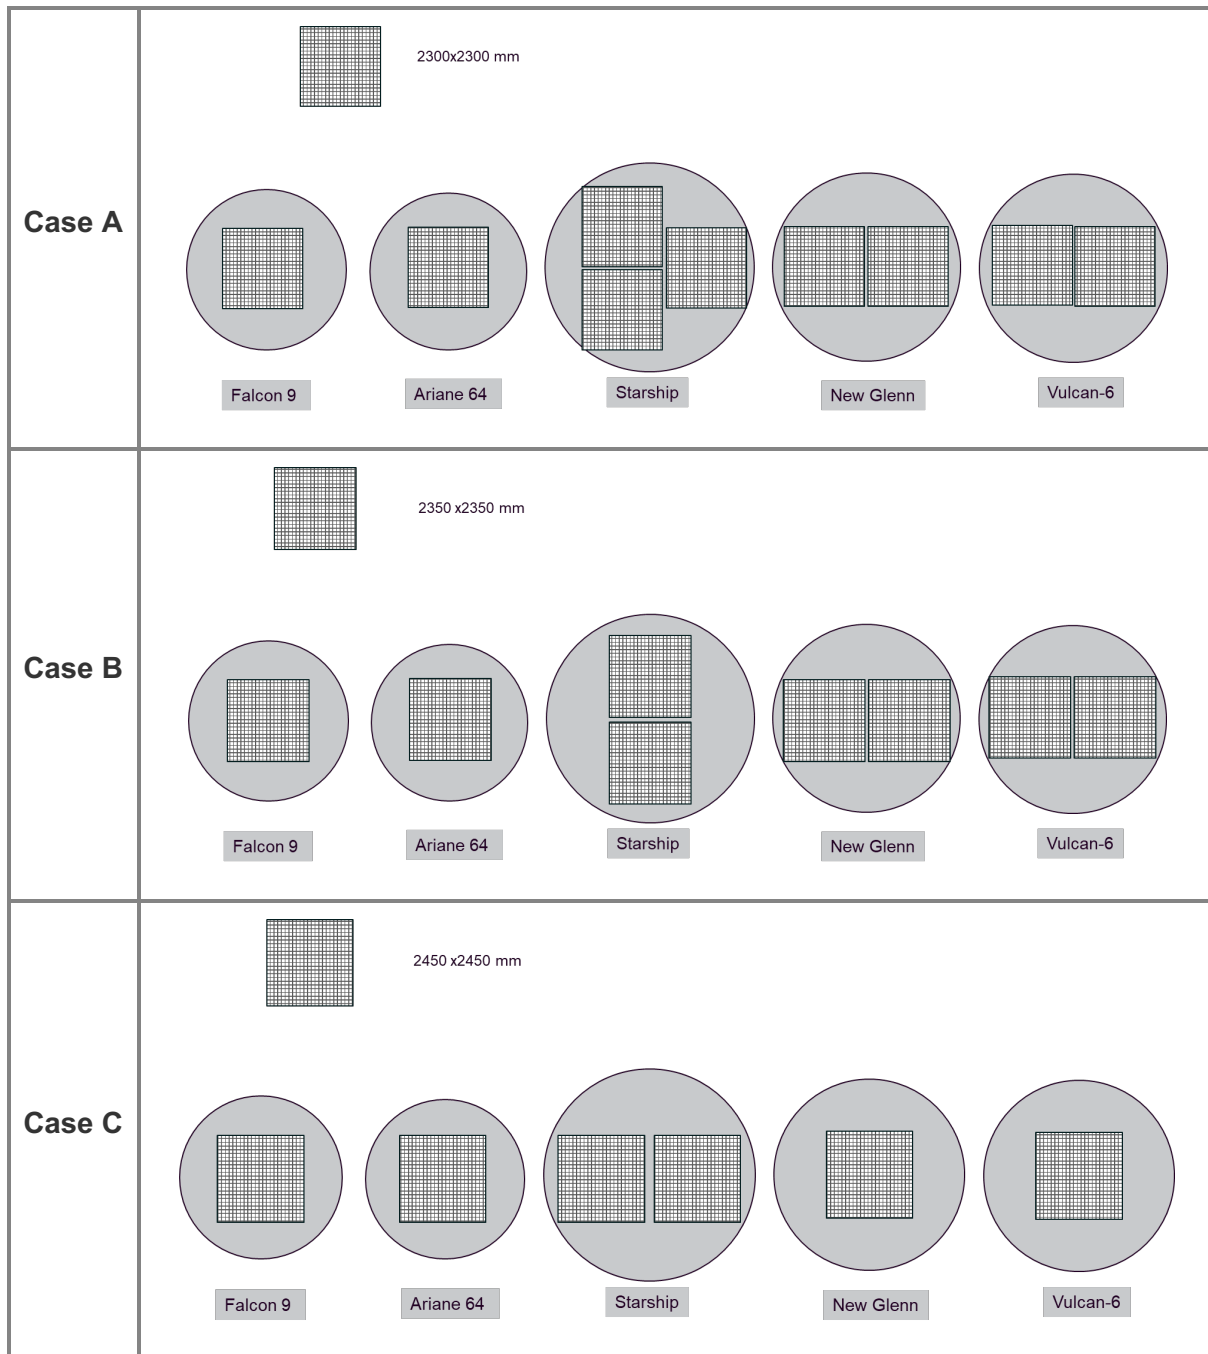 2300x2300 mm
Case A
Falcon 9
Ariane 64
Starship
New Glenn
Vulcan-6
2350 x2350 mm
Case B
Falcon 9
Ariane 64
Starship
New Glenn
Vulcan-6
2450 x2450 mm
Case C
Falcon 9
Ariane 64
Starship
New Glenn
Vulcan-6